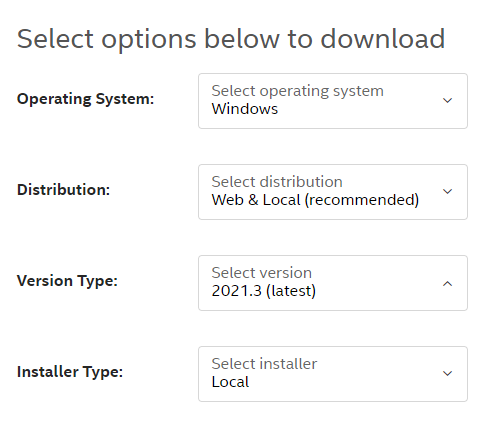 Select options below to download
Operating System:
Select operating system
Windows
Distribution:
Select distribution
Web & Local (recommended)
Version Type:
Select version
2021.3 (latest)
Installer Type:
Select installer
Local